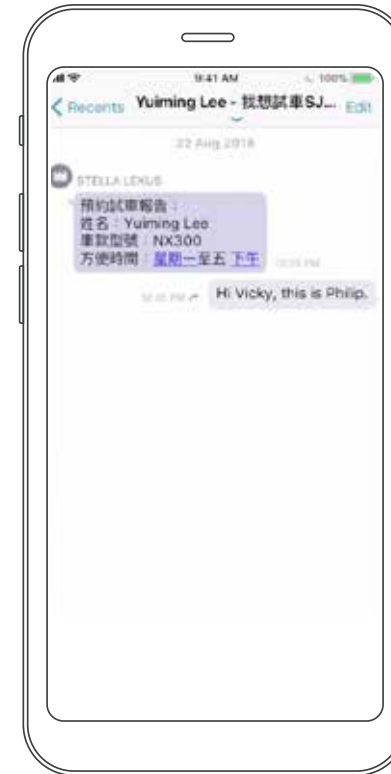 9:41 AM
100%
Recents
Yuiming Lee - 我想試車SJ...
Edit
22 Aug 2018
STELLA LEXUS
預約試車報告：
姓名：Yuiming Lee
車款型號：NX300
方便時間：星期一至五 下午
Hi Vicky, this is Philip.